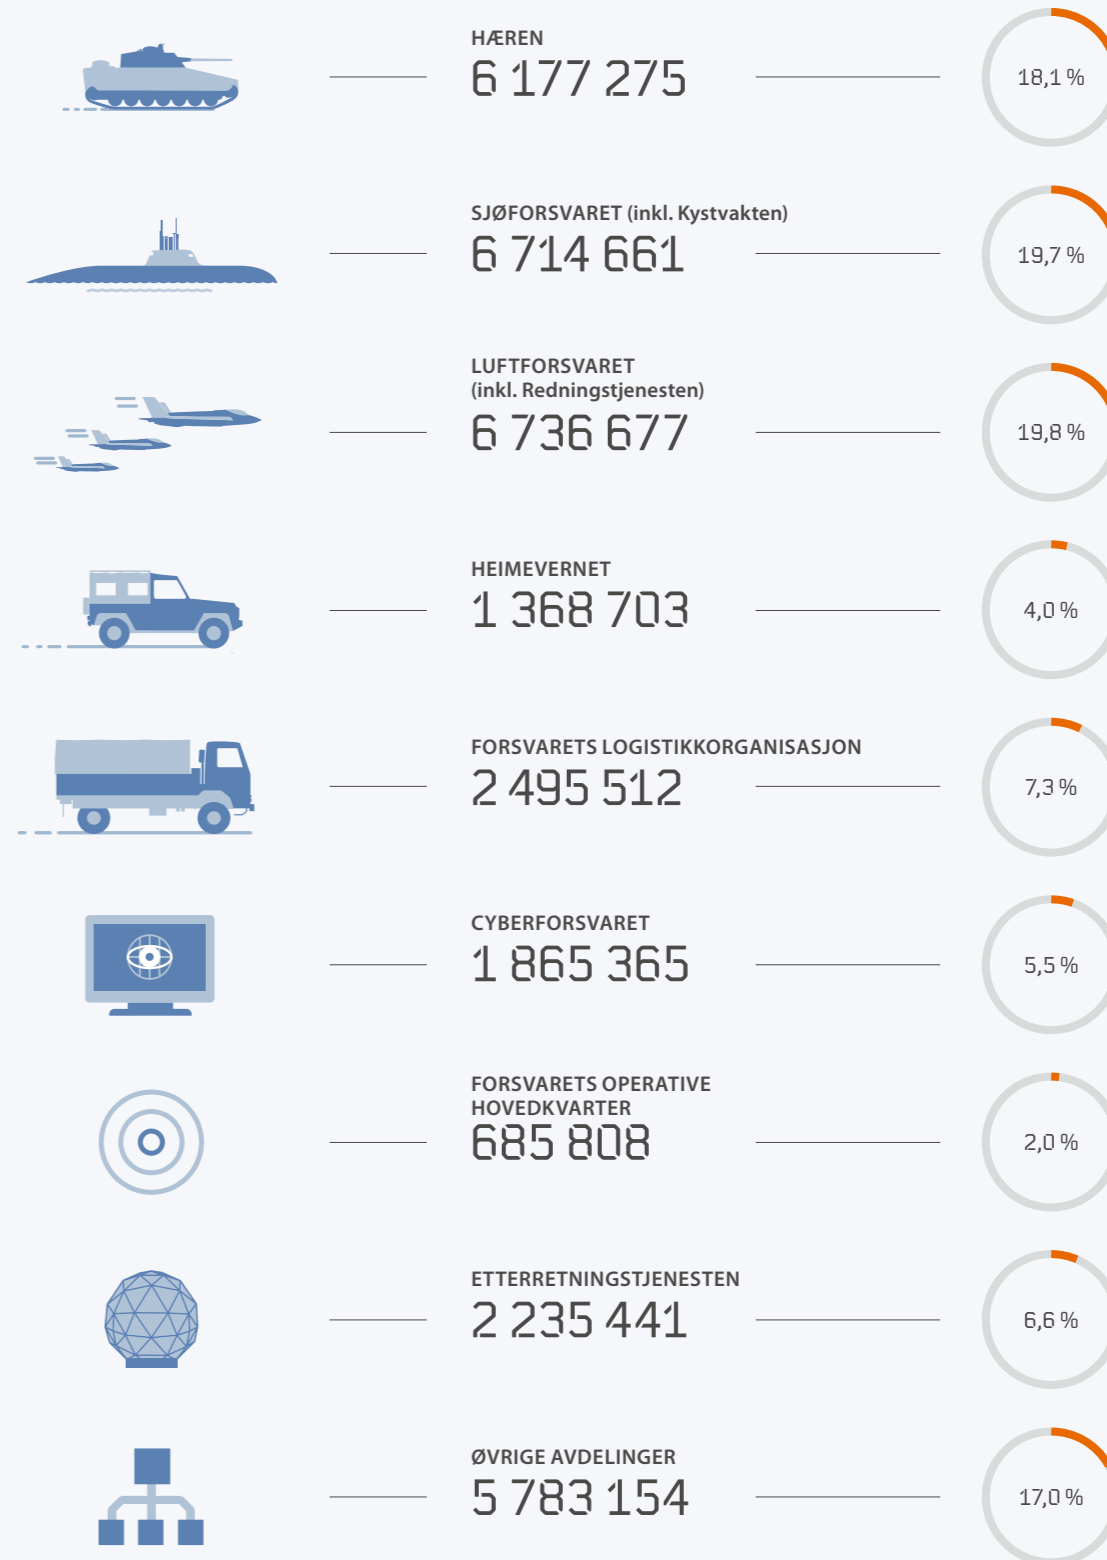 HÆREN
6 177 275
18,1 %
SJØFORSVARET (inkl. Kystvakten)
6 714 661
19,7 %
LUFTFORSVARET
(inkl. Redningstjenesten)
6 736 677
19,8 %
HEIMEVERNET
1 368 703
4,0 %
FORSVARETS LOGISTIKKORGANISASJON
2 495 512
7,3 %
CYBERFORSVARET
1 865 365
5,5 %
FORSVARETS OPERATIVE
HOVEDKVARTER
685 808
2,0 %
ETTERRETNINGSTJENESTEN
2 235 441
6,6 %
ØVRIGE AVDELINGER
5 783 154
17,0 %